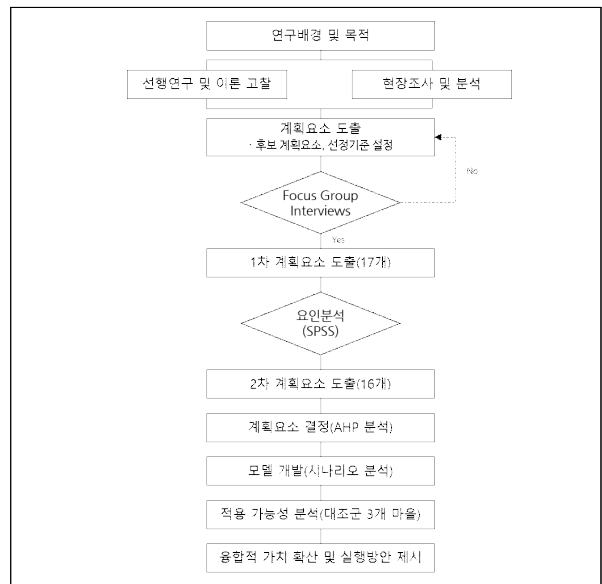 연구배경 및 목적
선행연구 및 이론 고찰
현장조사 및 분석
계획요소 도출
· 후보 계획요소, 선정기준 설정
No
Focus Group
Interviews
Yes
1차 계획요소 도출(17개)
요인분석
(SPSS)
2차 계획요소 도출(16개)
계획요소 결정(AHP 분석)
모델 개발(시나리오 분석)
적용 가능성 분석(대조군 3개 마을)
융합적 가치 확산 및 실행방안 제시